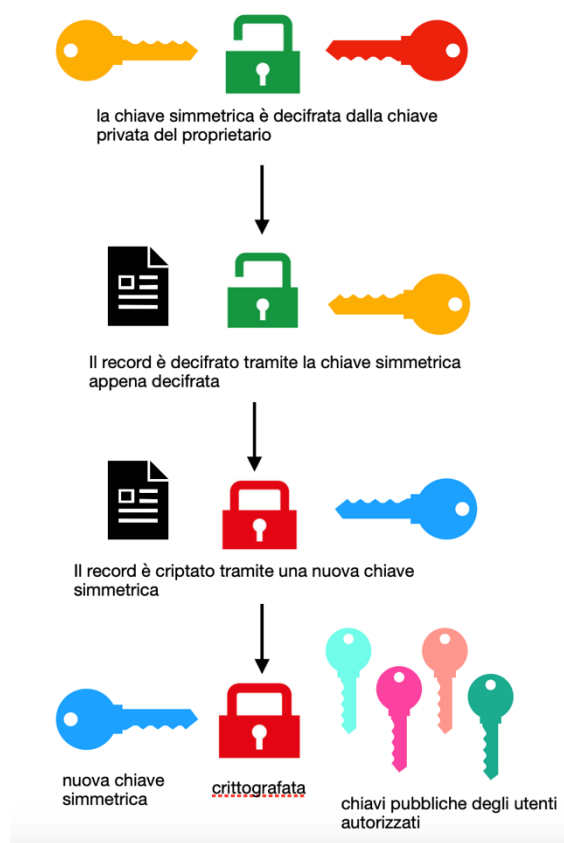 la chiave simmetrica è decifrata dalla chiave
privata del proprietario
Il record è decifrato tramite la chiave simmetrica
appena decifrata
Il record è criptato tramite una nuova chiave
simmetrica
nuova chiave
simmetrica
crittografata
chiavi pubbliche degli utenti
autorizzati